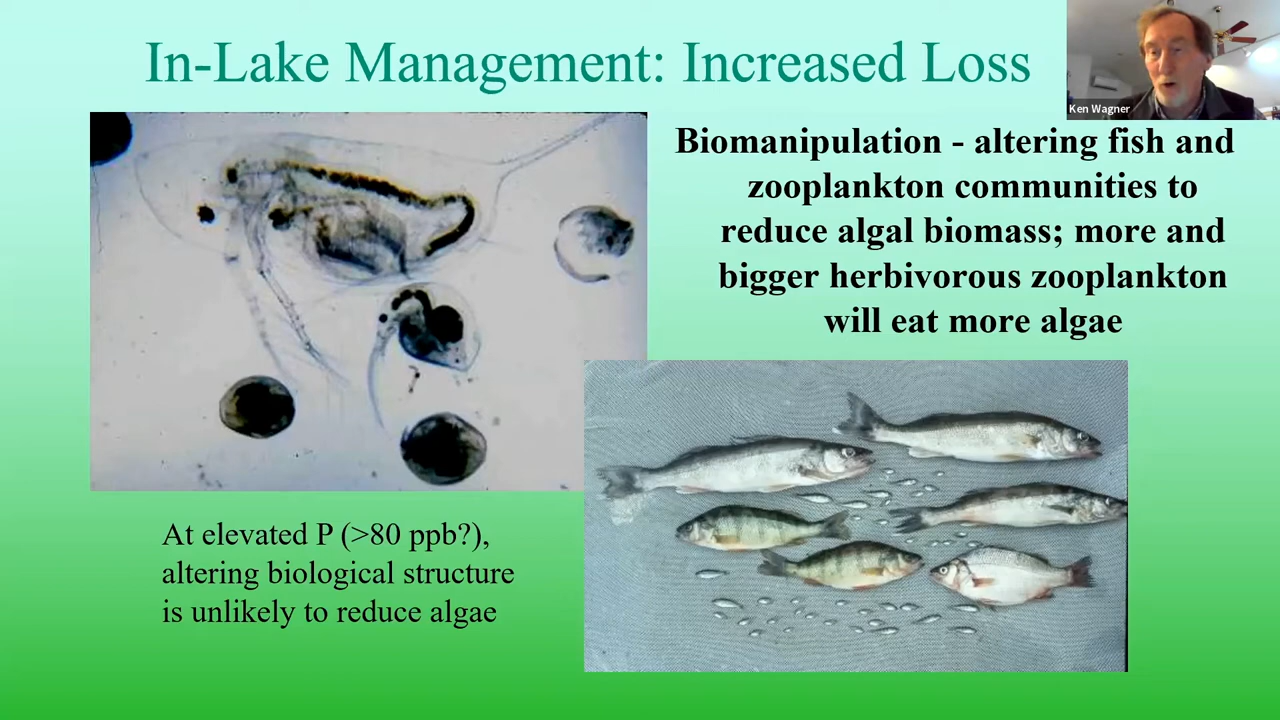 In-Lake Management: Increased Loss
Ken Wagner
Biomanipulation - altering fish and
zooplankton communities to
reduce algal biomass; more and
bigger herbivorous zooplankton
will eat more algae
At elevated P (>80 ppb?),
altering biological structure
is unlikely to reduce algae